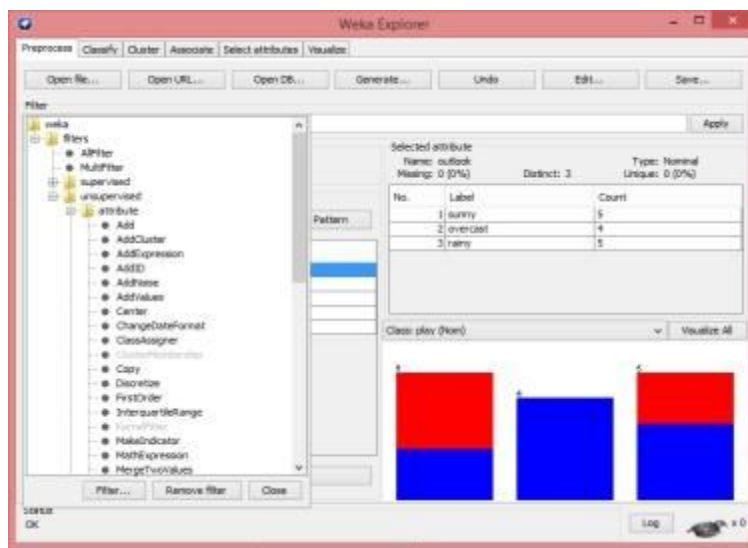 Weka Explorer
Preprocess Classify Cluster Associate Select attributes Visualize
Open file... Open URL... Open DB... Generate... Undo Edit... Save...
Filter
weka
Apply
filters
AllFilter
MultiFilter
supervised
unsupervised
attribute
Add
AddCluster
AddExpression
AddID
AddNoise
AddValues
Center
ChangeDateFormat
ClassAssigner
ClusterMembership
Copy
Discretize
FirstOrder
InterquartileRange
KernelFilter
MakeIndicator
MathExpression
MergeTwoValues
Filter... Remove filter Close
Pattern
Selected attribute
Name: outlook Type: Nominal
Missing: 0 (0%) Distinct: 3 Unique: 0 (0%)
No. Label Count
1 sunny 5
2 overcast 4
3 rainy 5
Class: play (Nom) Visualize All
5 4 5
Status
OK
Log x 0